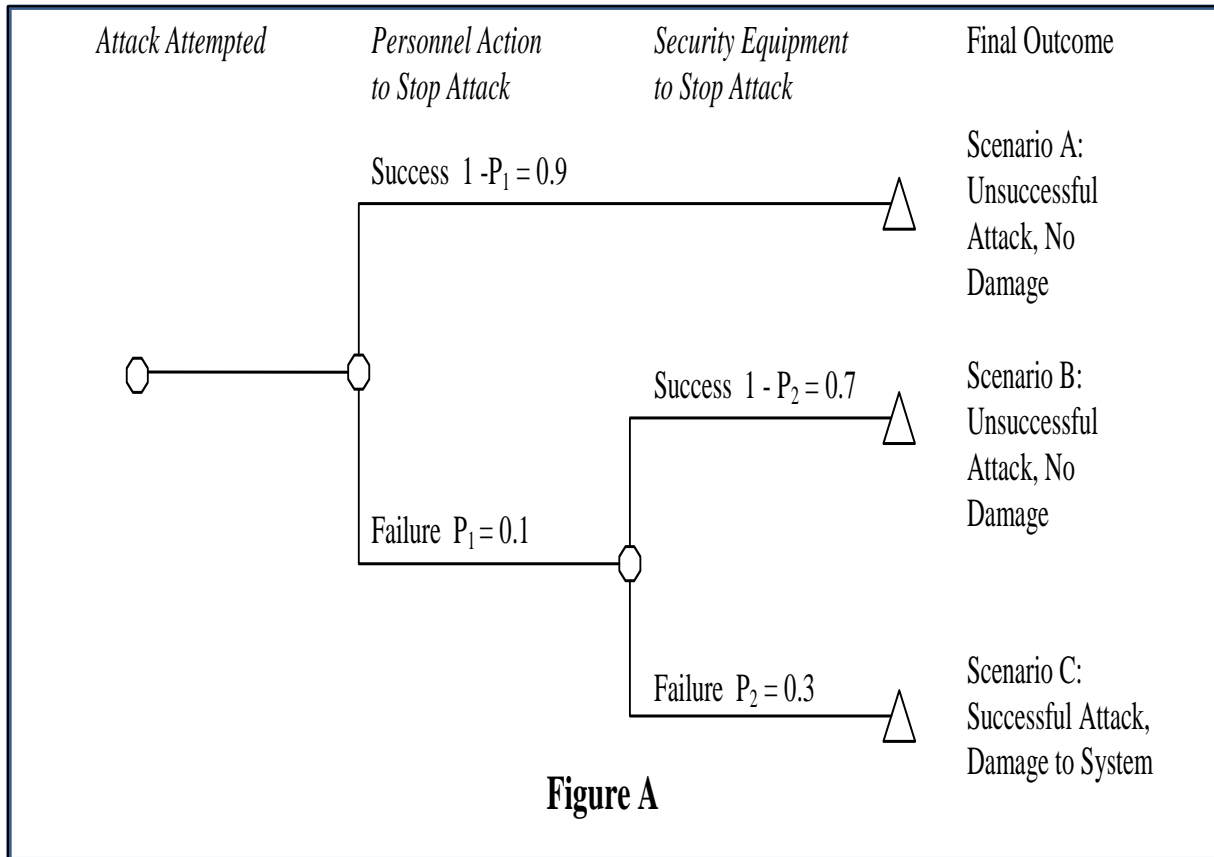 Attack Attempted
Personnel Action
to Stop Attack
Security Equipment
to Stop Attack
Final Outcome
Success 1 -P₁ = 0.9
Scenario A:
Unsuccessful
Attack, No
Damage
Success 1 - P₂ = 0.7
Scenario B:
Unsuccessful
Attack, No
Damage
Failure P₁ = 0.1
Failure P₂ = 0.3
Scenario C:
Successful Attack,
Damage to System
Figure A